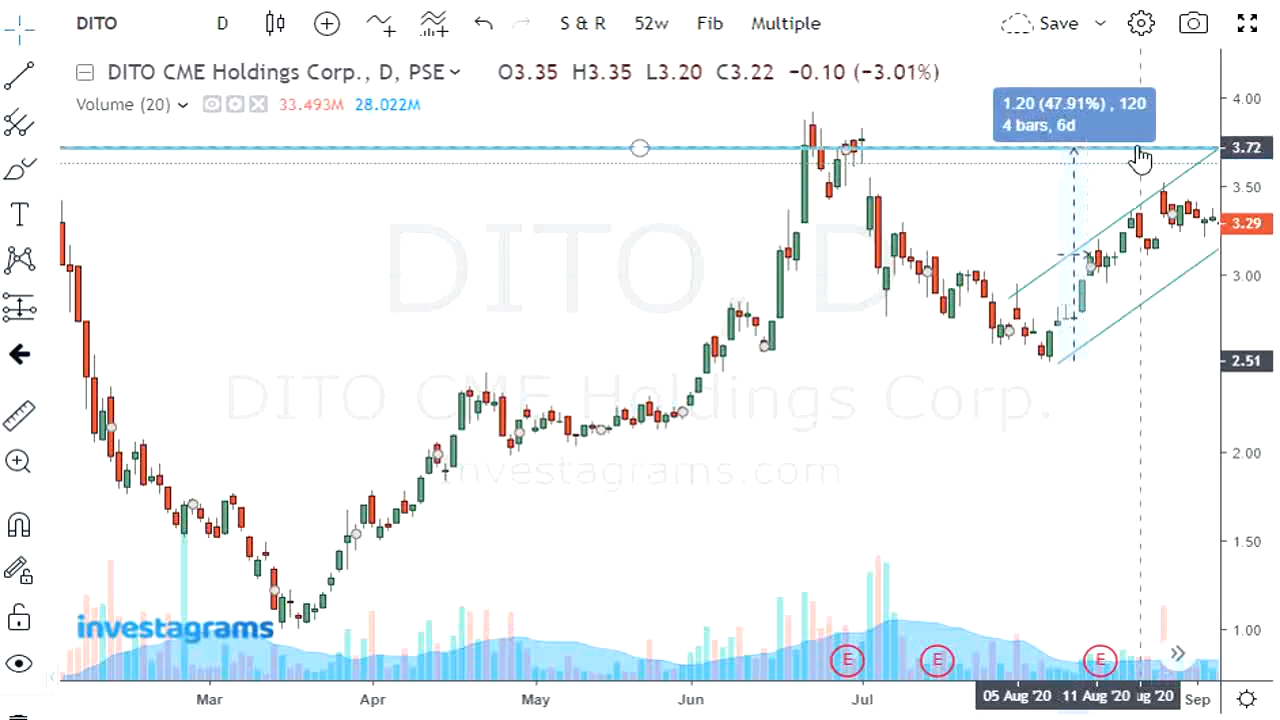 DITO D S & R 52w Fib Multiple Save
DITO CME Holdings Corp., D, PSE O3.35 H3.35 L3.20 C3.22 −0.10 (−3.01%)
Volume (20) 33.493M 28.022M
1.20 (47.91%) , 120
4 bars, 6d
4.00
3.72
3.50
3.29
3.00
2.51
2.00
1.50
1.00
DITO, D
DITO CME Holdings Corp.
investagrams.com
investagrams
E E E
Mar Apr May Jun Jul 05 Aug '20 11 Aug '20 ug '20 Sep